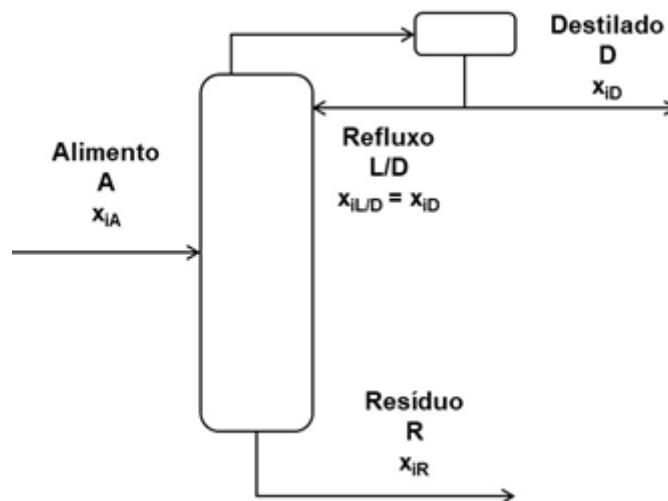 Destilado
D
x_iD
Alimento
A
x_iA
Refluxo
L/D
x_iL/D = x_iD
Resíduo
R
x_iR